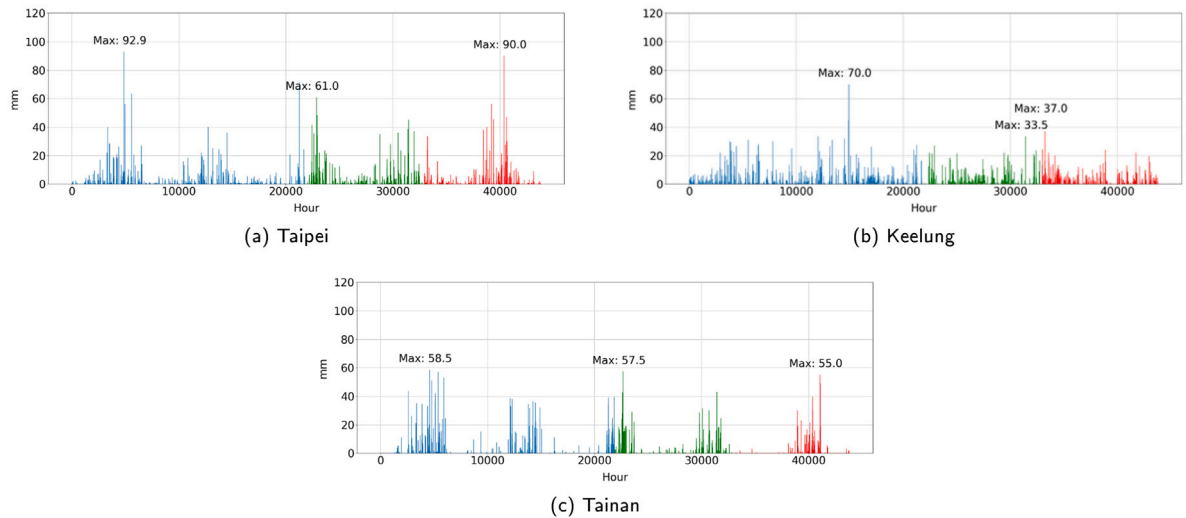 120
100
80
60
40
20
0
mm
Max: 92.9
Max: 61.0
Max: 90.0
0 10000 20000 30000 40000
Hour
(a) Taipei
120
100
80
60
40
20
0
mm
Max: 70.0
Max: 37.0
Max: 33.5
0 10000 20000 30000 40000
Hour
(b) Keelung
120
100
80
60
40
20
0
mm
Max: 58.5
Max: 57.5
Max: 55.0
0 10000 20000 30000 40000
Hour
(c) Tainan